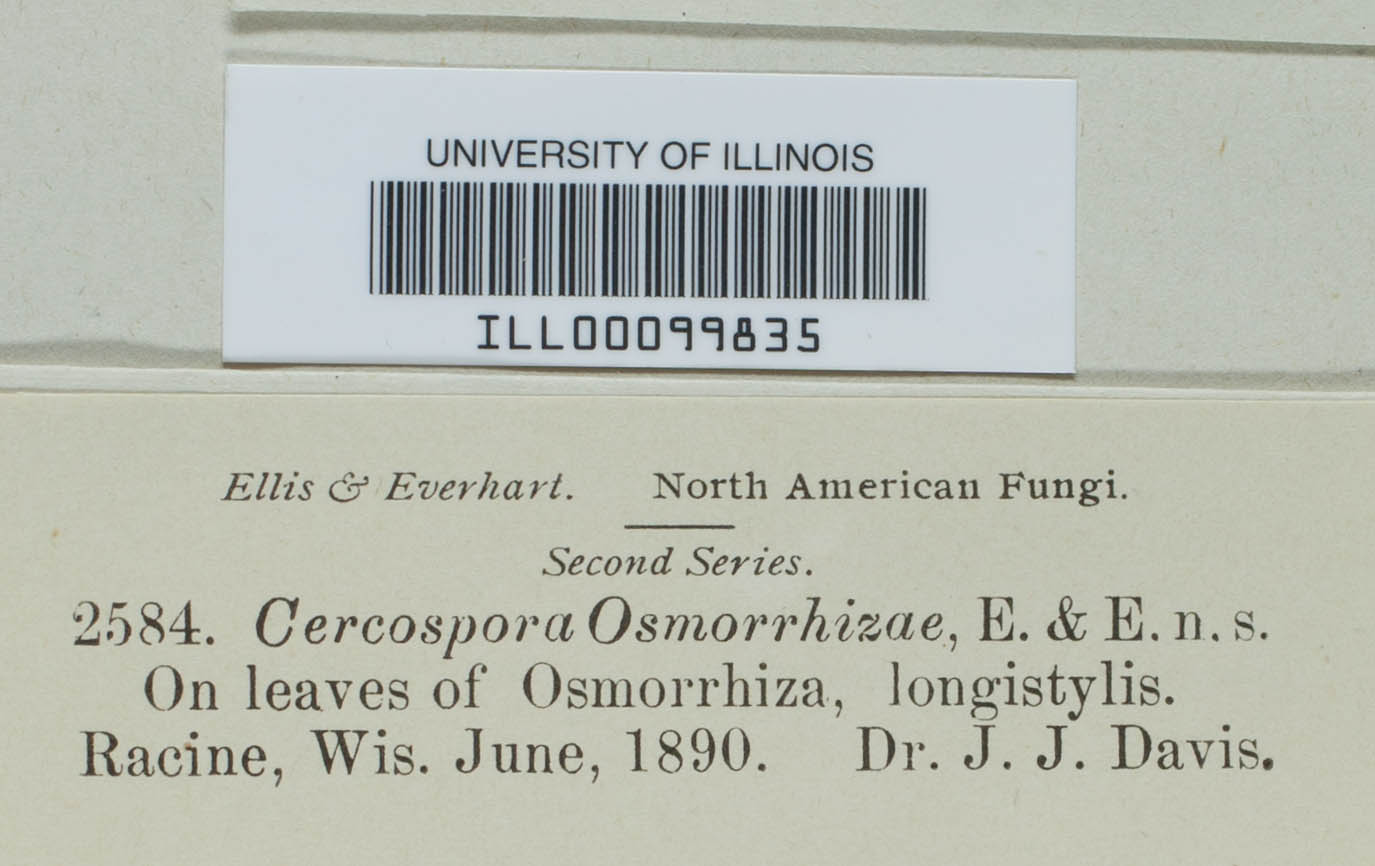 UNIVERSITY OF ILLINOIS
ILL00099835
Ellis & Everhart. North American Fungi.
Second Series.
2584. Cercospora Osmorrhizae, E. & E. n. s.
On leaves of Osmorrhiza, longistylis.
Racine, Wis. June, 1890. Dr. J. J. Davis.